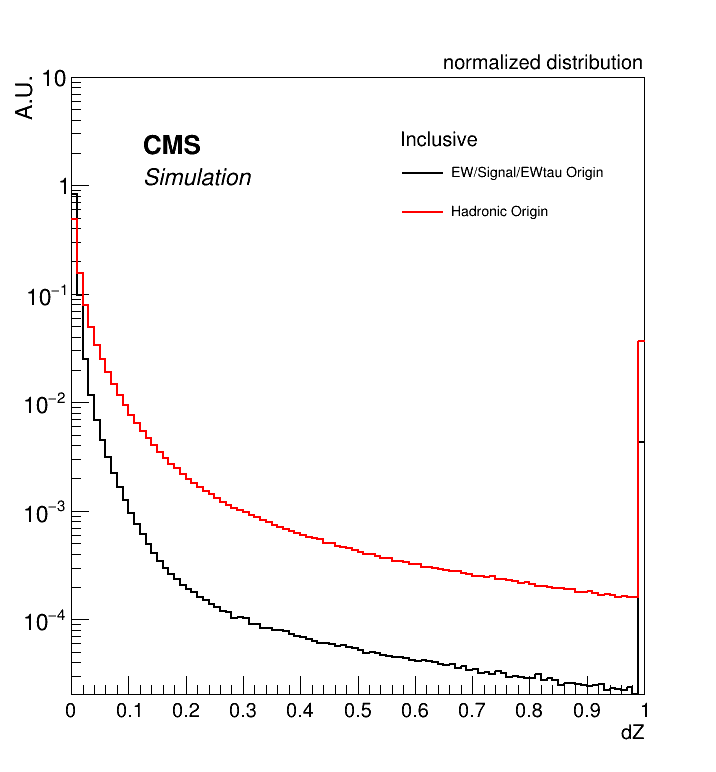 normalized distribution
A.U.
10
CMS
Inclusive
Simulation
EW/Signal/EWtau Origin
1
Hadronic Origin
10⁻¹
10⁻²
10⁻³
10⁻⁴
0 0.1 0.2 0.3 0.4 0.5 0.6 0.7 0.8 0.9 1
dZ